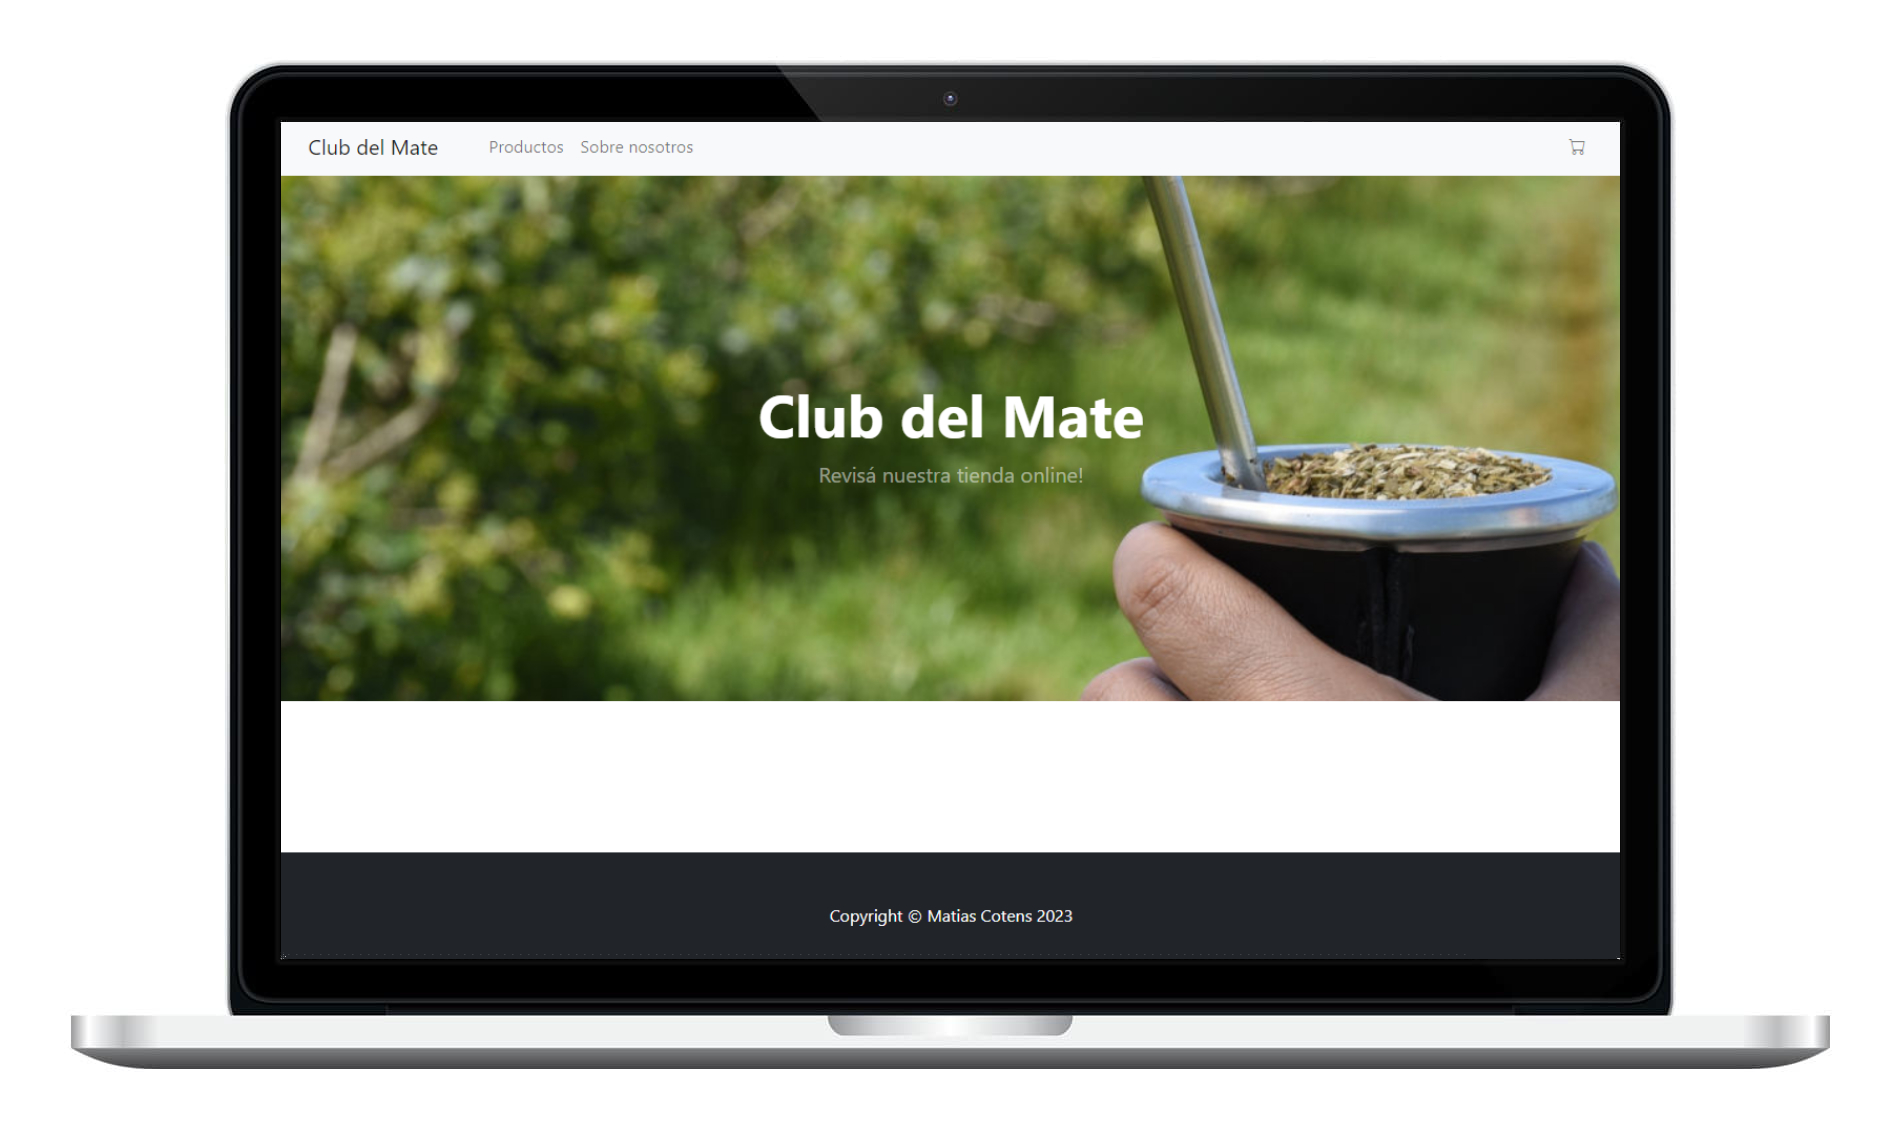 Club del Mate
Productos
Sobre nosotros
Club del Mate
Revisá nuestra tienda online!
Copyright © Matias Cotens 2023